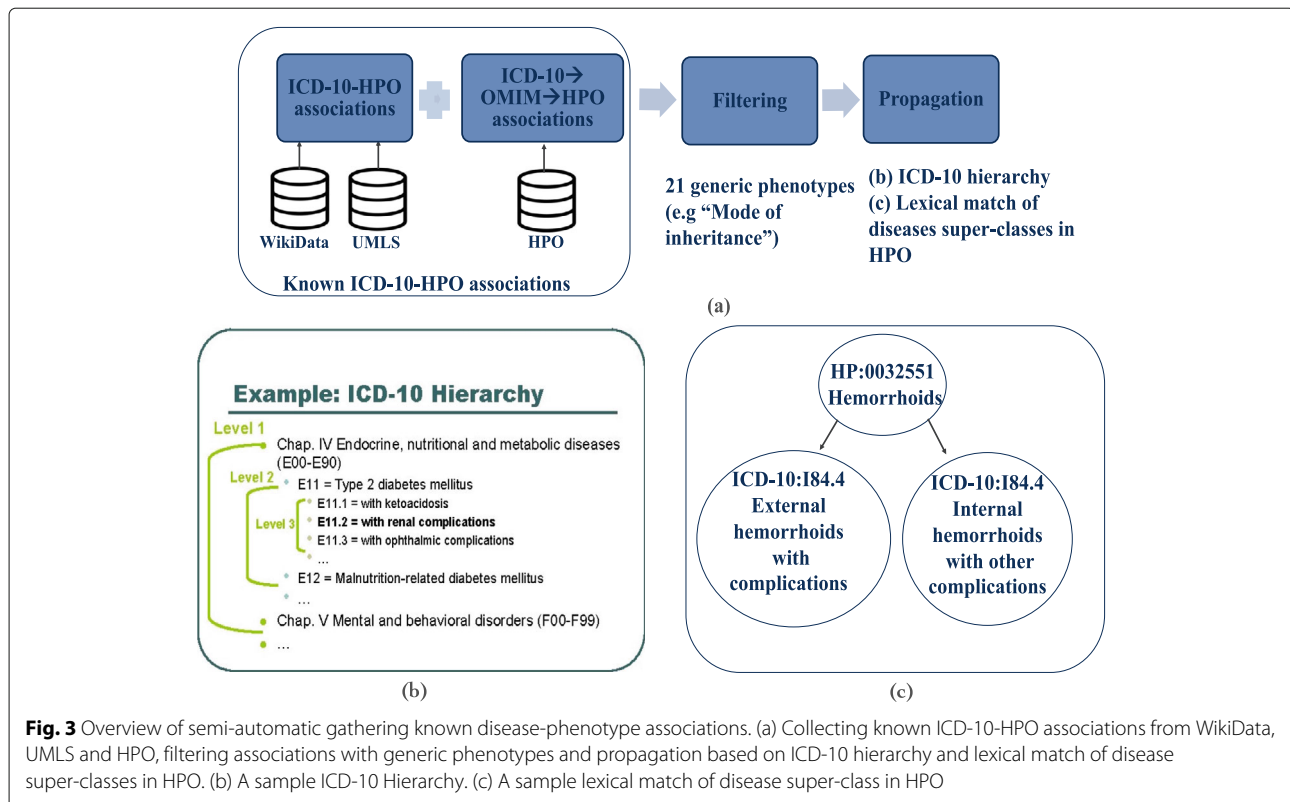 ICD-10-HPO
associations
ICD-10→
OMIM→HPO
associations
Filtering
Propagation
WikiData
UMLS
HPO
Known ICD-10-HPO associations
21 generic phenotypes
(e.g “Mode of
inheritance”)
(b) ICD-10 hierarchy
(c) Lexical match of
diseases super-classes in
HPO
(a)
Example: ICD-10 Hierarchy
Level 1
Chap. IV Endocrine, nutritional and metabolic diseases
(E00-E90)
Level 2
E11 = Type 2 diabetes mellitus
E11.1 = with ketoacidosis
Level 3
E11.2 = with renal complications
E11.3 = with ophthalmic complications
...
E12 = Malnutrition-related diabetes mellitus
...
Chap. V Mental and behavioral disorders (F00-F99)
...
(b)
HP:0032551
Hemorrhoids
ICD-10:I84.4
External
hemorrhoids
with
complications
ICD-10:I84.4
Internal
hemorrhoids
with other
complications
(c)
Fig. 3 Overview of semi-automatic gathering known disease-phenotype associations. (a) Collecting known ICD-10-HPO associations from WikiData,
UMLS and HPO, filtering associations with generic phenotypes and propagation based on ICD-10 hierarchy and lexical match of disease
super-classes in HPO. (b) A sample ICD-10 Hierarchy. (c) A sample lexical match of disease super-class in HPO